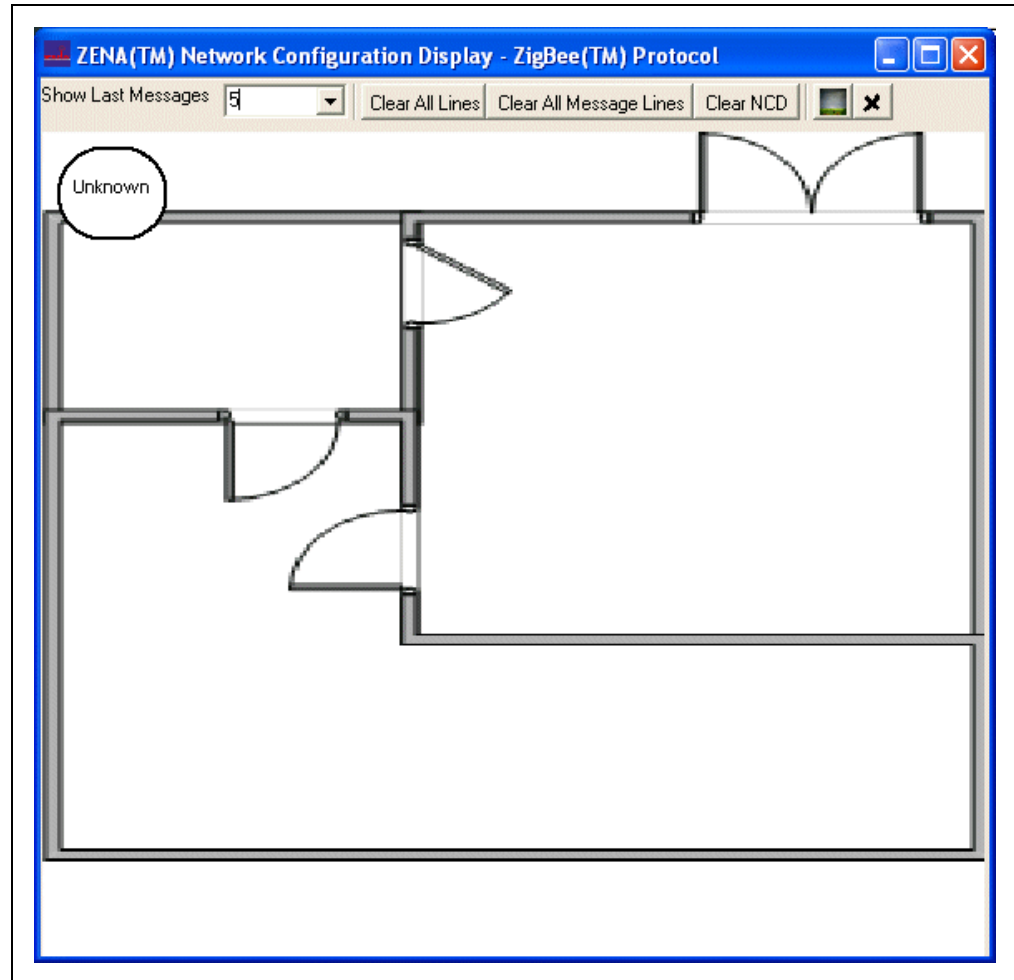 ZENA(TM) Network Configuration Display - ZigBee(TM) Protocol
Show Last Messages 5 Clear All Lines Clear All Message Lines Clear NCD
Unknown